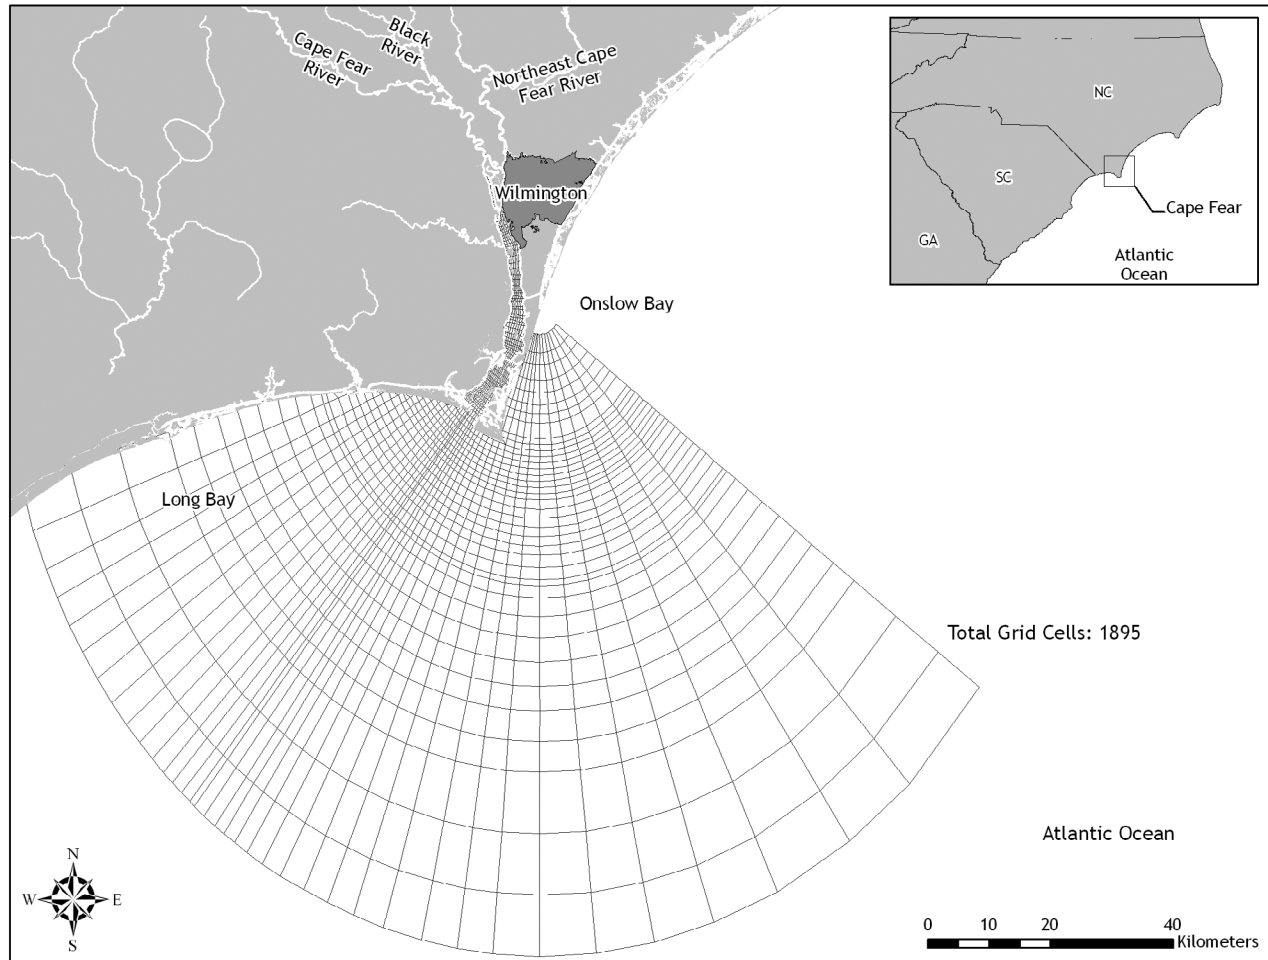 Cape Fear
River
Black
River
Northeast Cape
Fear River
Wilmington
Onslow Bay
Long Bay
NC
SC
GA
Cape Fear
Atlantic
Ocean
Total Grid Cells: 1895
Atlantic Ocean
N
W E
S
0 10 20 40
Kilometers